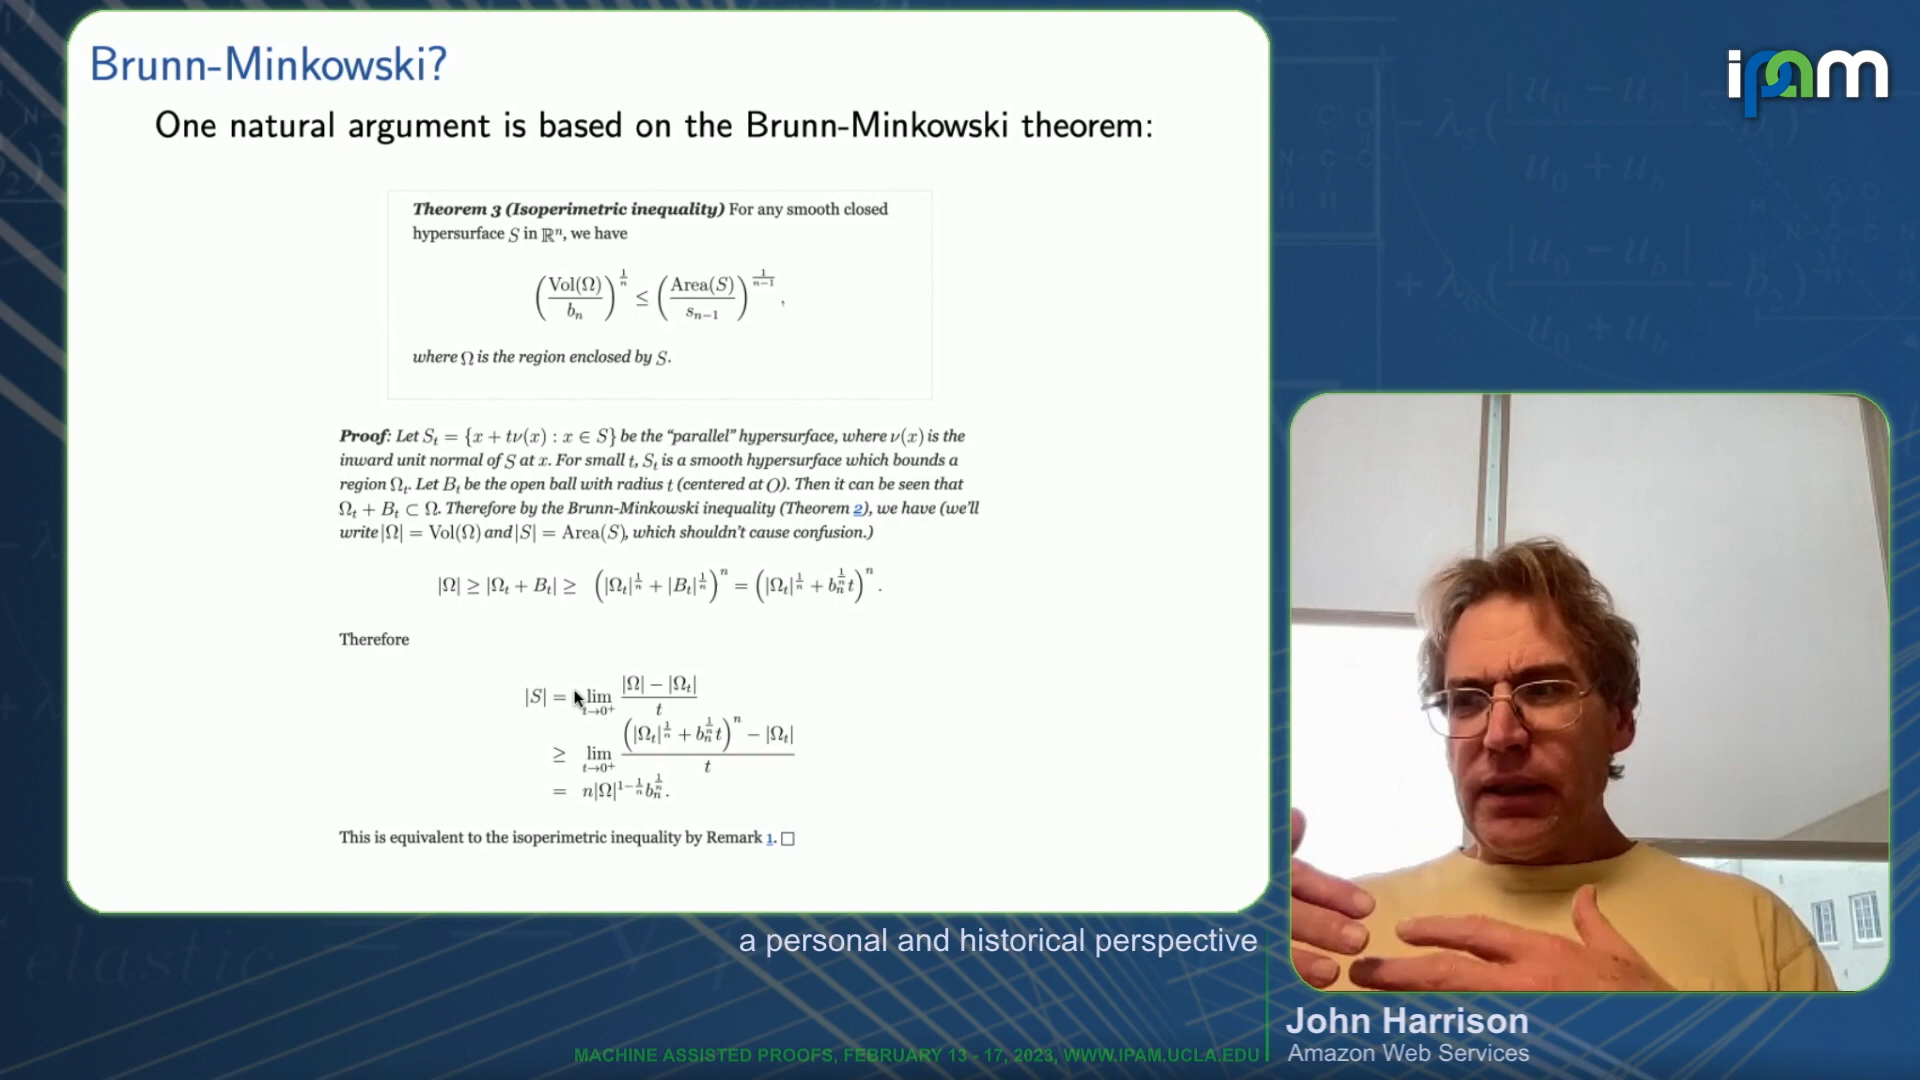 Brunn-Minkowski?
One natural argument is based on the Brunn-Minkowski theorem:
Theorem 3 (Isoperimetric inequality) For any smooth closed
hypersurface S in ℝⁿ, we have
(Vol(Ω)/bₙ)^{1/n} ≤ (Area(S)/sₙ₋₁)^{1/(n−1)},
where Ω is the region enclosed by S.
Proof: Let Sₜ = {x + tν(x) : x ∈ S} be the “parallel” hypersurface, where ν(x) is the
inward unit normal of S at x. For small t, Sₜ is a smooth hypersurface which bounds a
region Ωₜ. Let Bₜ be the open ball with radius t (centered at O). Then it can be seen that
Ωₜ + Bₜ ⊂ Ω. Therefore by the Brunn-Minkowski inequality (Theorem 2), we have (we’ll
write |Ω| = Vol(Ω) and |S| = Area(S), which shouldn’t cause confusion.)
|Ω| ≥ |Ωₜ + Bₜ| ≥ (|Ωₜ|^{1/n} + |Bₜ|^{1/n})ⁿ = (|Ωₜ|^{1/n} + bₙ^{1/n} t)ⁿ.
Therefore
|S| = lim_{t→0⁺} (|Ω| − |Ωₜ|)/t
≥ lim_{t→0⁺} ((|Ωₜ|^{1/n} + bₙ^{1/n} t)ⁿ − |Ωₜ|)/t
= n|Ω|^{1−1/n} bₙ^{1/n}.
This is equivalent to the isoperimetric inequality by Remark 1. □
ipam
a personal and historical perspective
John Harrison
Amazon Web Services
MACHINE ASSISTED PROOFS, FEBRUARY 13 - 17, 2023, WWW.IPAM.UCLA.EDU
elastic